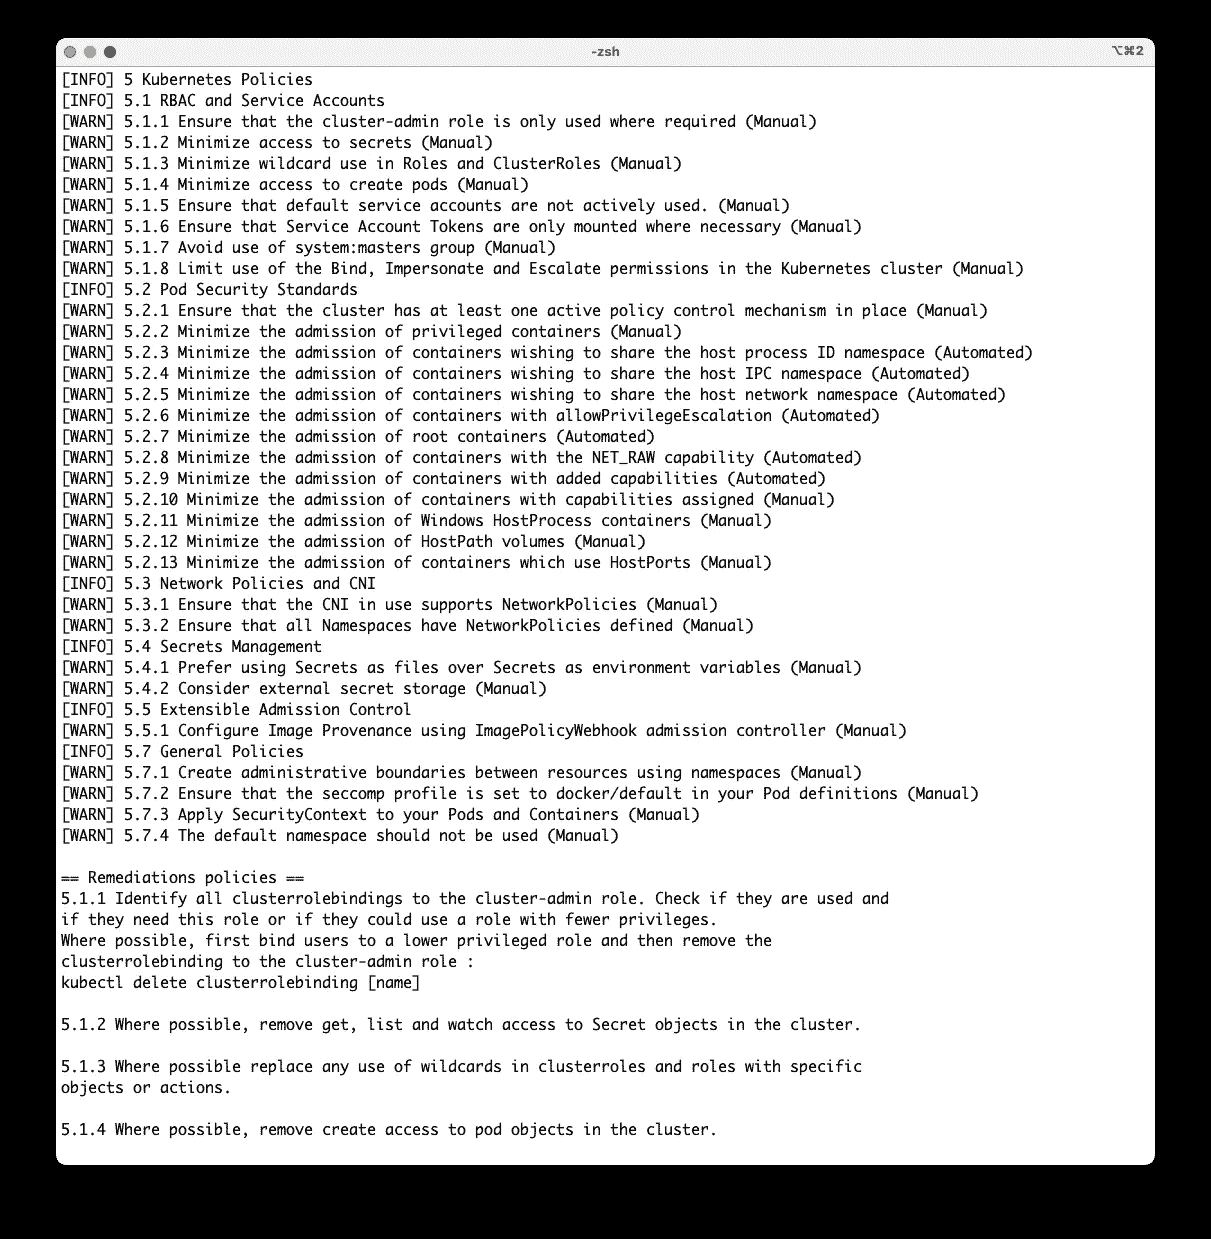 -zsh
⌥⌘2
[INFO] 5 Kubernetes Policies
[INFO] 5.1 RBAC and Service Accounts
[WARN] 5.1.1 Ensure that the cluster-admin role is only used where required (Manual)
[WARN] 5.1.2 Minimize access to secrets (Manual)
[WARN] 5.1.3 Minimize wildcard use in Roles and ClusterRoles (Manual)
[WARN] 5.1.4 Minimize access to create pods (Manual)
[WARN] 5.1.5 Ensure that default service accounts are not actively used. (Manual)
[WARN] 5.1.6 Ensure that Service Account Tokens are only mounted where necessary (Manual)
[WARN] 5.1.7 Avoid use of system:masters group (Manual)
[WARN] 5.1.8 Limit use of the Bind, Impersonate and Escalate permissions in the Kubernetes cluster (Manual)
[INFO] 5.2 Pod Security Standards
[WARN] 5.2.1 Ensure that the cluster has at least one active policy control mechanism in place (Manual)
[WARN] 5.2.2 Minimize the admission of privileged containers (Manual)
[WARN] 5.2.3 Minimize the admission of containers wishing to share the host process ID namespace (Automated)
[WARN] 5.2.4 Minimize the admission of containers wishing to share the host IPC namespace (Automated)
[WARN] 5.2.5 Minimize the admission of containers wishing to share the host network namespace (Automated)
[WARN] 5.2.6 Minimize the admission of containers with allowPrivilegeEscalation (Automated)
[WARN] 5.2.7 Minimize the admission of root containers (Automated)
[WARN] 5.2.8 Minimize the admission of containers with the NET_RAW capability (Automated)
[WARN] 5.2.9 Minimize the admission of containers with added capabilities (Automated)
[WARN] 5.2.10 Minimize the admission of containers with capabilities assigned (Manual)
[WARN] 5.2.11 Minimize the admission of Windows HostProcess containers (Manual)
[WARN] 5.2.12 Minimize the admission of HostPath volumes (Manual)
[WARN] 5.2.13 Minimize the admission of containers which use HostPorts (Manual)
[INFO] 5.3 Network Policies and CNI
[WARN] 5.3.1 Ensure that the CNI in use supports NetworkPolicies (Manual)
[WARN] 5.3.2 Ensure that all Namespaces have NetworkPolicies defined (Manual)
[INFO] 5.4 Secrets Management
[WARN] 5.4.1 Prefer using Secrets as files over Secrets as environment variables (Manual)
[WARN] 5.4.2 Consider external secret storage (Manual)
[INFO] 5.5 Extensible Admission Control
[WARN] 5.5.1 Configure Image Provenance using ImagePolicyWebhook admission controller (Manual)
[INFO] 5.7 General Policies
[WARN] 5.7.1 Create administrative boundaries between resources using namespaces (Manual)
[WARN] 5.7.2 Ensure that the seccomp profile is set to docker/default in your Pod definitions (Manual)
[WARN] 5.7.3 Apply SecurityContext to your Pods and Containers (Manual)
[WARN] 5.7.4 The default namespace should not be used (Manual)
== Remediations policies ==
5.1.1 Identify all clusterrolebindings to the cluster-admin role. Check if they are used and
if they need this role or if they could use a role with fewer privileges.
Where possible, first bind users to a lower privileged role and then remove the
clusterrolebinding to the cluster-admin role :
kubectl delete clusterrolebinding [name]
5.1.2 Where possible, remove get, list and watch access to Secret objects in the cluster.
5.1.3 Where possible replace any use of wildcards in clusterroles and roles with specific
objects or actions.
5.1.4 Where possible, remove create access to pod objects in the cluster.